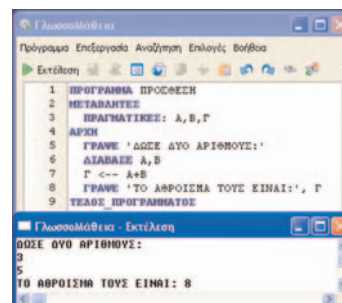 ΓλωσσοΜάθεια
Πρόγραμμα Επεξεργασία Αναζήτηση Επιλογές Βοήθεια
Εκτέλεση
1 ΠΡΟΓΡΑΜΜΑ ΠΡΟΣΘΕΣΗ
2 ΜΕΤΑΒΛΗΤΕΣ
3 ΠΡΑΓΜΑΤΙΚΕΣ: Α,Β,Γ
4 ΑΡΧΗ
5 ΓΡΑΨΕ 'ΔΩΣΕ ΔΥΟ ΑΡΙΘΜΟΥΣ:'
6 ΔΙΑΒΑΣΕ Α,Β
7 Γ <-- Α+Β
8 ΓΡΑΨΕ 'ΤΟ ΑΘΡΟΙΣΜΑ ΤΟΥΣ ΕΙΝΑΙ:', Γ
9 ΤΕΛΟΣ_ΠΡΟΓΡΑΜΜΑΤΟΣ
ΓλωσσοΜάθεια - Εκτέλεση
ΔΩΣΕ ΔΥΟ ΑΡΙΘΜΟΥΣ:
3
5
ΤΟ ΑΘΡΟΙΣΜΑ ΤΟΥΣ ΕΙΝΑΙ: 8